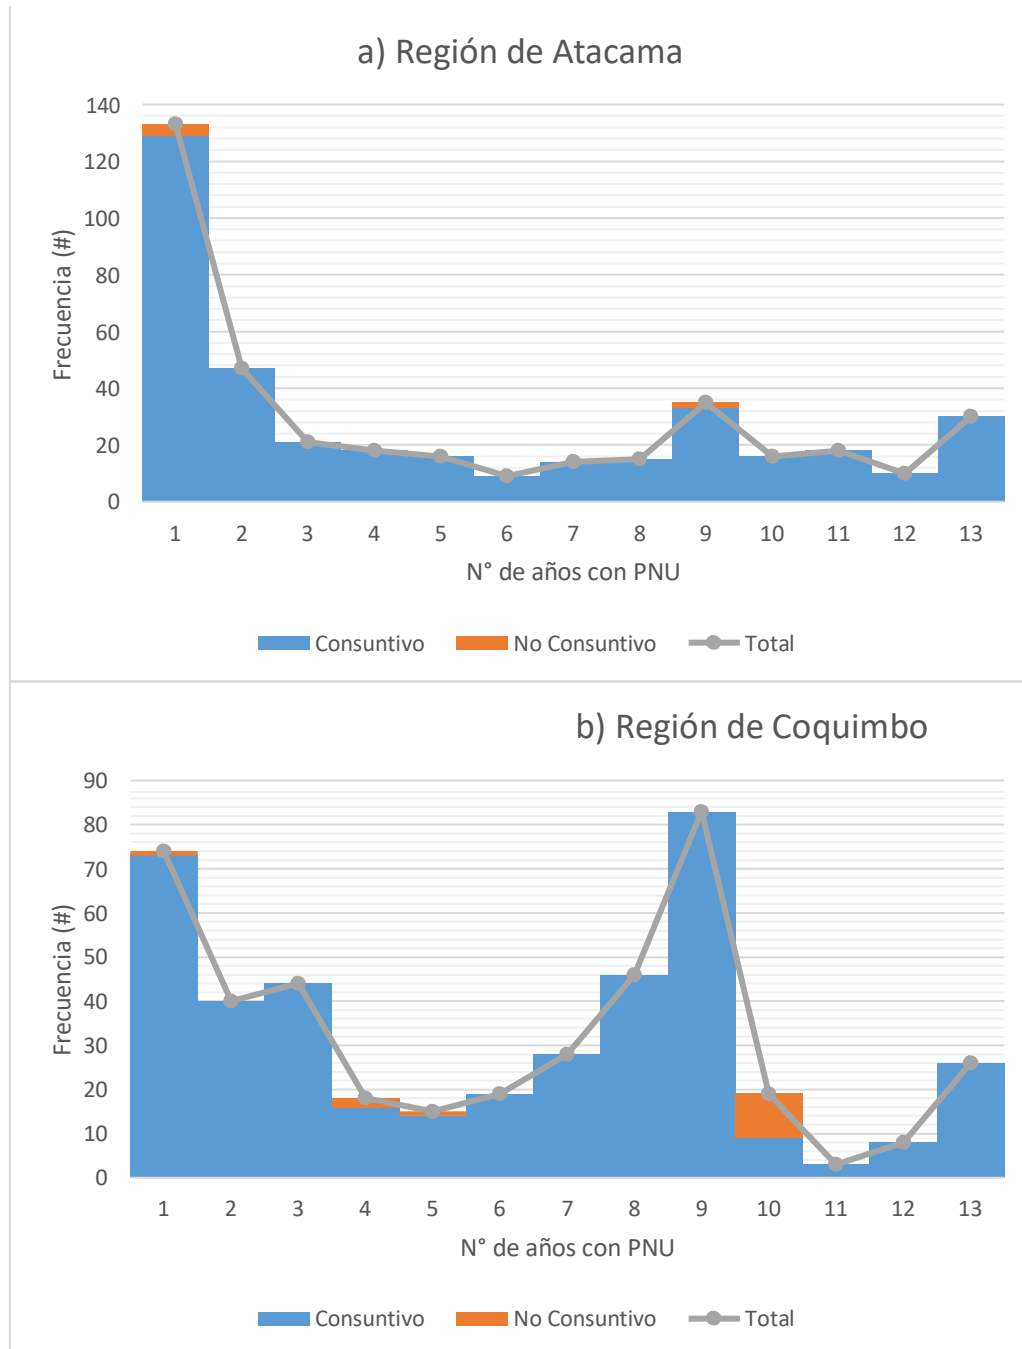 a) Región de Atacama
140
120
100
80
60
40
20
0
Frecuencia (#)
1 2 3 4 5 6 7 8 9 10 11 12 13
N° de años con PNU
Consuntivo No Consuntivo Total
b) Región de Coquimbo
90
80
70
60
50
40
30
20
10
0
Frecuencia (#)
1 2 3 4 5 6 7 8 9 10 11 12 13
N° de años con PNU
Consuntivo No Consuntivo Total